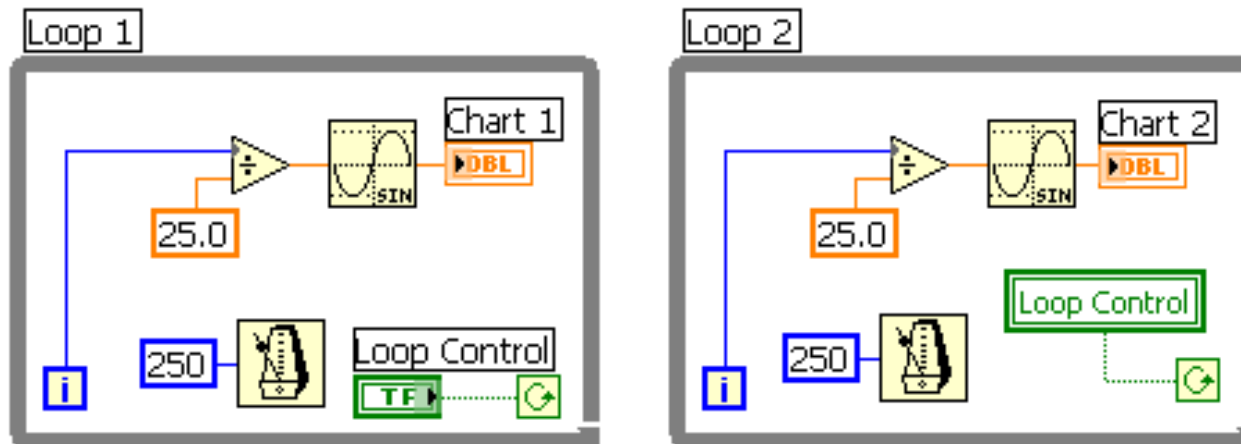 Loop 1
Chart 1
DBL
SIN
25.0
Loop Control
250
i
TF
Loop 2
Chart 2
DBL
SIN
25.0
Loop Control
250
i